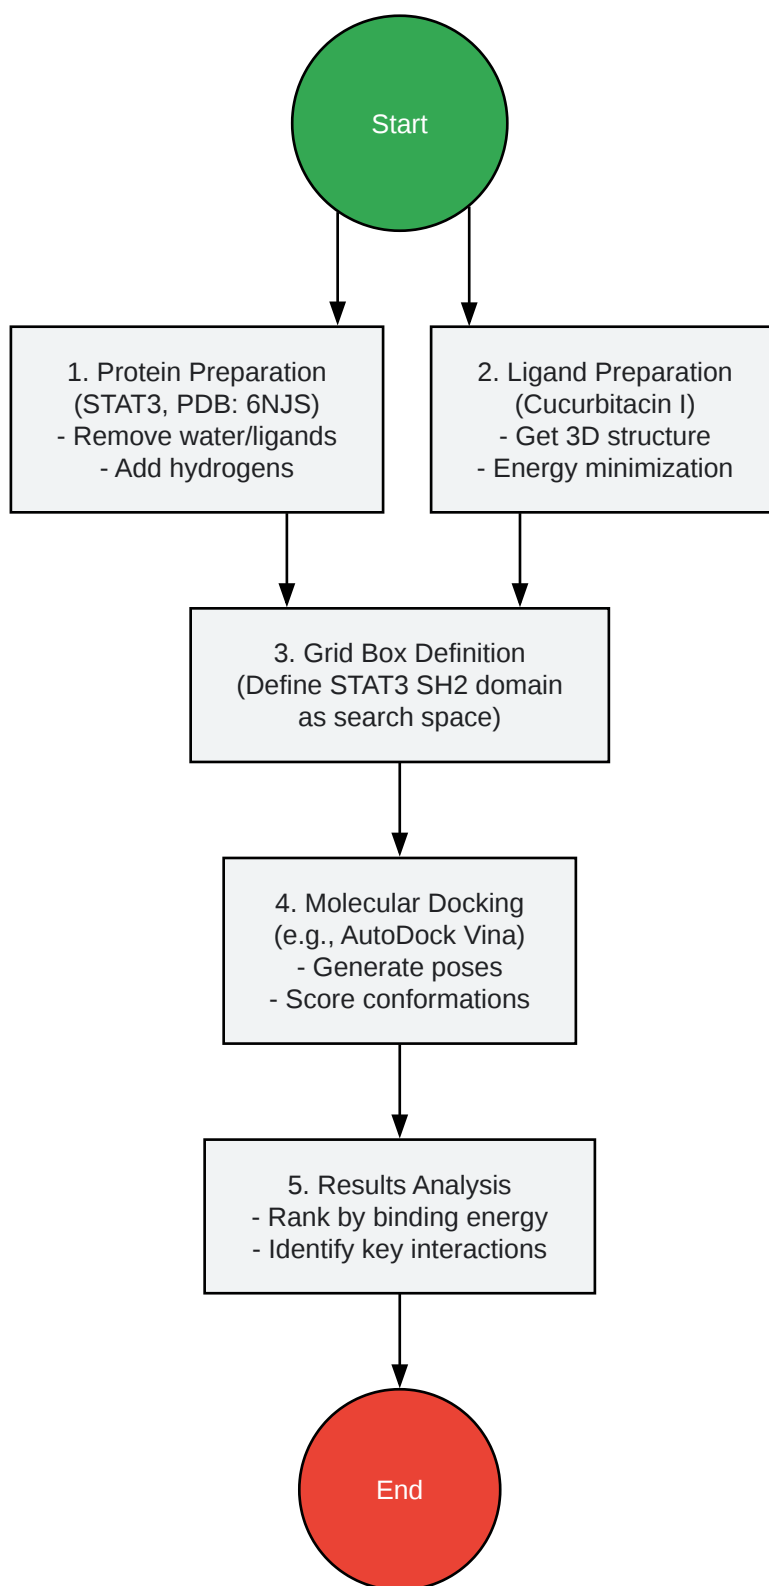 Start
1. Protein Preparation
(STAT3, PDB: 6NJS)
- Remove water/ligands
- Add hydrogens
2. Ligand Preparation
(Cucurbitacin I)
- Get 3D structure
- Energy minimization
3. Grid Box Definition
(Define STAT3 SH2 domain
as search space)
4. Molecular Docking
(e.g., AutoDock Vina)
- Generate poses
- Score conformations
5. Results Analysis
- Rank by binding energy
- Identify key interactions
End